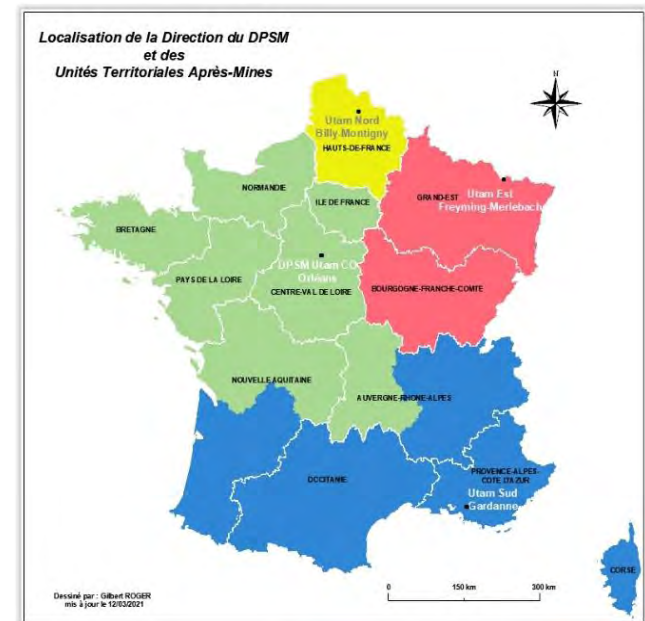 Localisation de la Direction du DPSM
et des
Unités Territoriales Après-Mines
N
Utam Nord
Billy-Montigny
HAUTS-DE-FRANCE
NORMANDIE
ILE DE FRANCE
GRAND-EST
Utam Est
Freyming-Merlebach
BRETAGNE
PAYS DE LA LOIRE
DPSM Utam CO
Orléans
CENTRE-VAL DE LOIRE
BOURGOGNE-FRANCHE-COMTE
NOUVELLE AQUITAINE
AUVERGNE-RHONE-ALPES
OCCITANIE
PROVENCE-ALPES-
COTE D'AZUR
Utam Sud
Gardanne
CORSE
Dessiné par : Gilbert ROGER
mis à jour le 12/03/2021
0 150 km 300 km